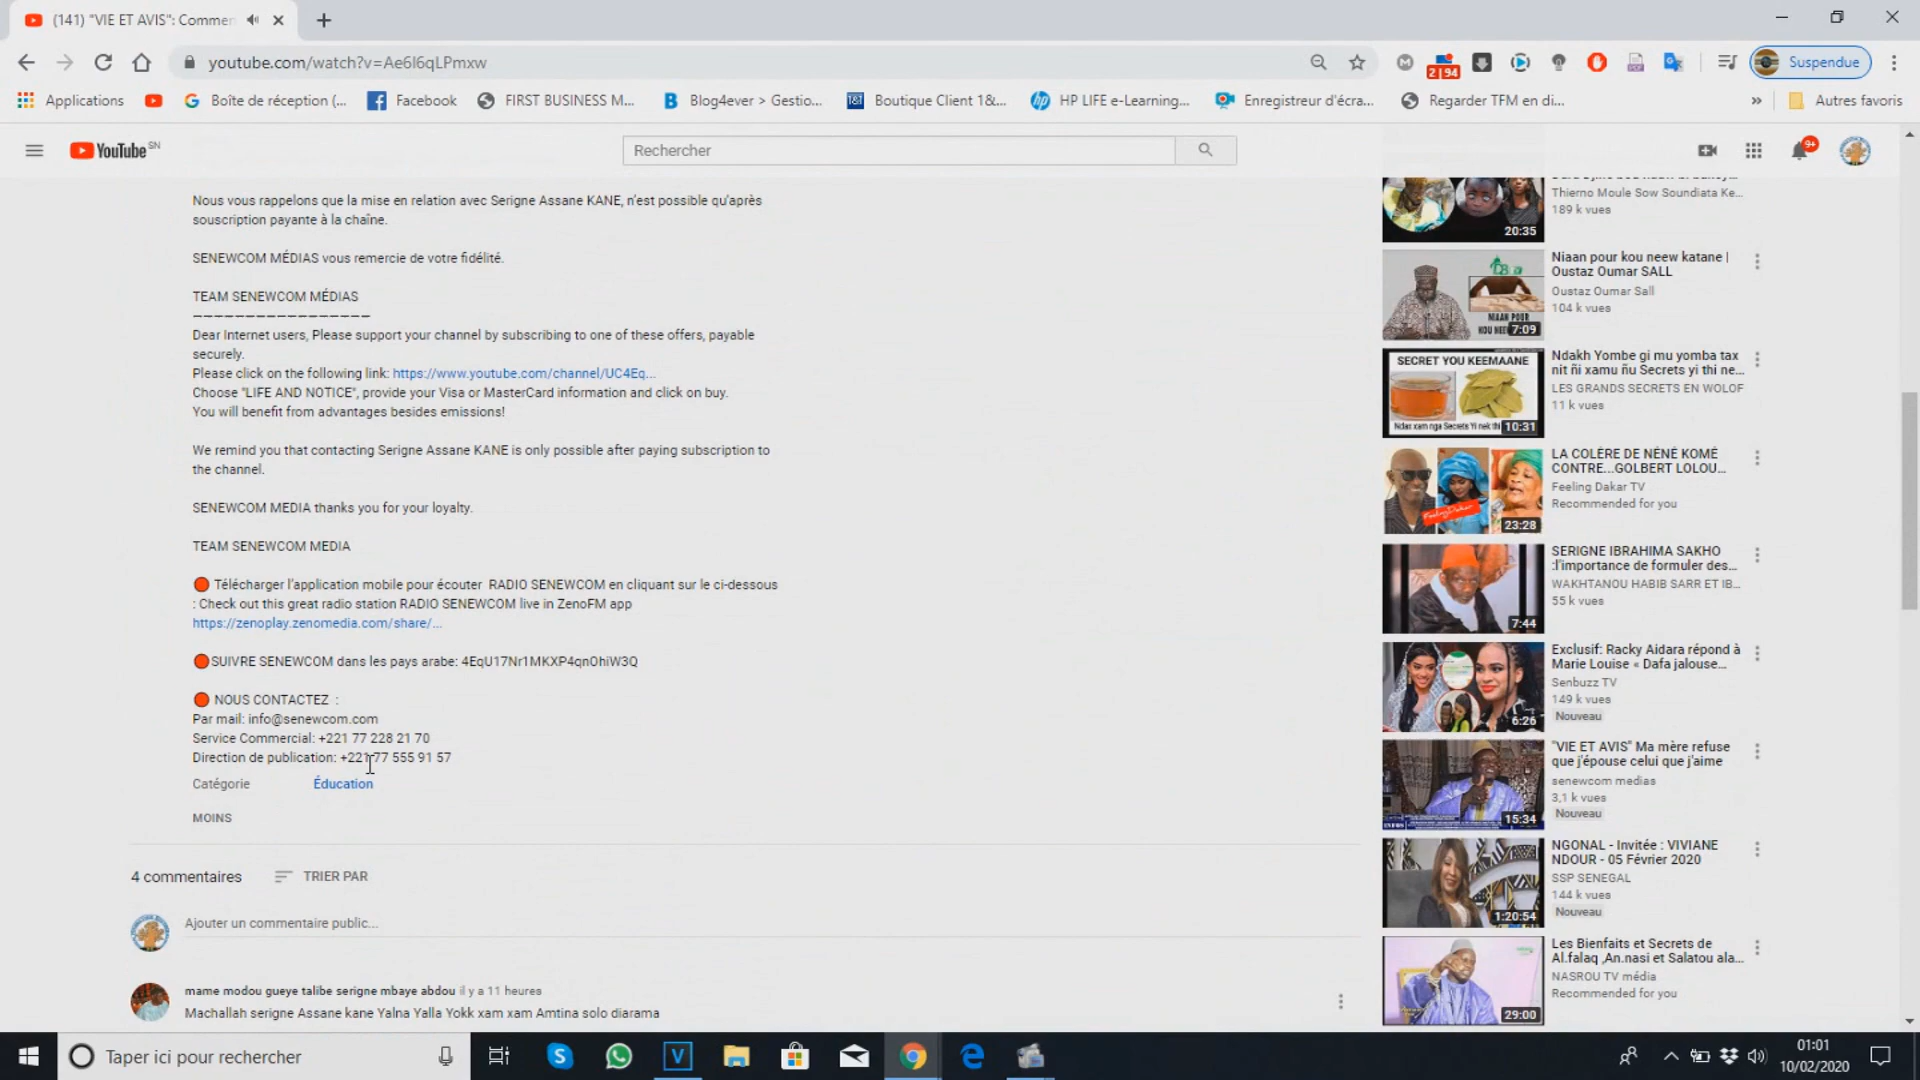 (141) "VIE ET AVIS": Commen
youtube.com/watch?v=Ae6l6qLPmxw
2|94
Suspendue
Applications
Boîte de réception (...
Facebook
FIRST BUSINESS M...
Blog4ever > Gestio...
Boutique Client 1&...
HP LIFE e-Learning...
Enregistreur d'écra...
Regarder TFM en di...
»
Autres favoris
YouTube SN
Rechercher
9+
Nous vous rappelons que la mise en relation avec Serigne Assane KANE, n'est possible qu'après
souscription payante à la chaîne.
SENEWCOM MÉDIAS vous remercie de votre fidélité.
TEAM SENEWCOM MÉDIAS
–––––––––––––––––
Dear Internet users, Please support your channel by subscribing to one of these offers, payable
securely.
Please click on the following link: https://www.youtube.com/channel/UC4Eq...
Choose "LIFE AND NOTICE", provide your Visa or MasterCard information and click on buy.
You will benefit from advantages besides emissions!
We remind you that contacting Serigne Assane KANE is only possible after paying subscription to
the channel.
SENEWCOM MEDIA thanks you for your loyalty.
TEAM SENEWCOM MEDIA
🔴 Télécharger l'application mobile pour écouter RADIO SENEWCOM en cliquant sur le ci-dessous
: Check out this great radio station RADIO SENEWCOM live in ZenoFM app
https://zenoplay.zenomedia.com/share/...
🔴SUIVRE SENEWCOM dans les pays arabe: 4EqU17Nr1MKXP4qnOhiW3Q
🔴 NOUS CONTACTEZ :
Par mail: info@senewcom.com
Service Commercial: +221 77 228 21 70
Direction de publication: +221 77 555 91 57
Catégorie Éducation
MOINS
4 commentaires
TRIER PAR
Ajouter un commentaire public...
mame modou gueye talibe serigne mbaye abdou il y a 11 heures
Machallah serigne Assane kane Yalna Yalla Yokk xam xam Amtina solo diarama
20:35
Thierno Moule Sow Soundiata Ke...
189 k vues
NIAAN POUR
KOU NEEW
7:09
Niaan pour kou neew katane |
Oustaz Oumar SALL
Oustaz Oumar Sall
104 k vues
SECRET YOU KEEMAANE
Ndax xam nga Secrets Yi nek thi
10:31
Ndakh Yombe gi mu yomba tax
nit ñi xamu ñu Secrets yi thi ne...
LES GRANDS SECRETS EN WOLOF
11 k vues
23:28
LA COLÈRE DE NÉNÉ KOMÉ
CONTRE...GOLBERT LOLOU...
Feeling Dakar TV
Recommended for you
7:44
SERIGNE IBRAHIMA SAKHO
:l'importance de formuler des...
WAKHTANOU HABIB SARR ET IB...
55 k vues
6:26
Exclusif: Racky Aidara répond à
Marie Louise « Dafa jalouse...
Senbuzz TV
149 k vues
Nouveau
15:34
"VIE ET AVIS" Ma mère refuse
que j'épouse celui que j'aime
senewcom medias
3,1 k vues
Nouveau
1:20:54
NGONAL - Invitée : VIVIANE
NDOUR - 05 Février 2020
SSP SENEGAL
144 k vues
Nouveau
29:00
Les Bienfaits et Secrets de
Al.falaq ,An.nasi et Salatou ala...
NASROU TV média
Recommended for you
Taper ici pour rechercher
01:01
10/02/2020